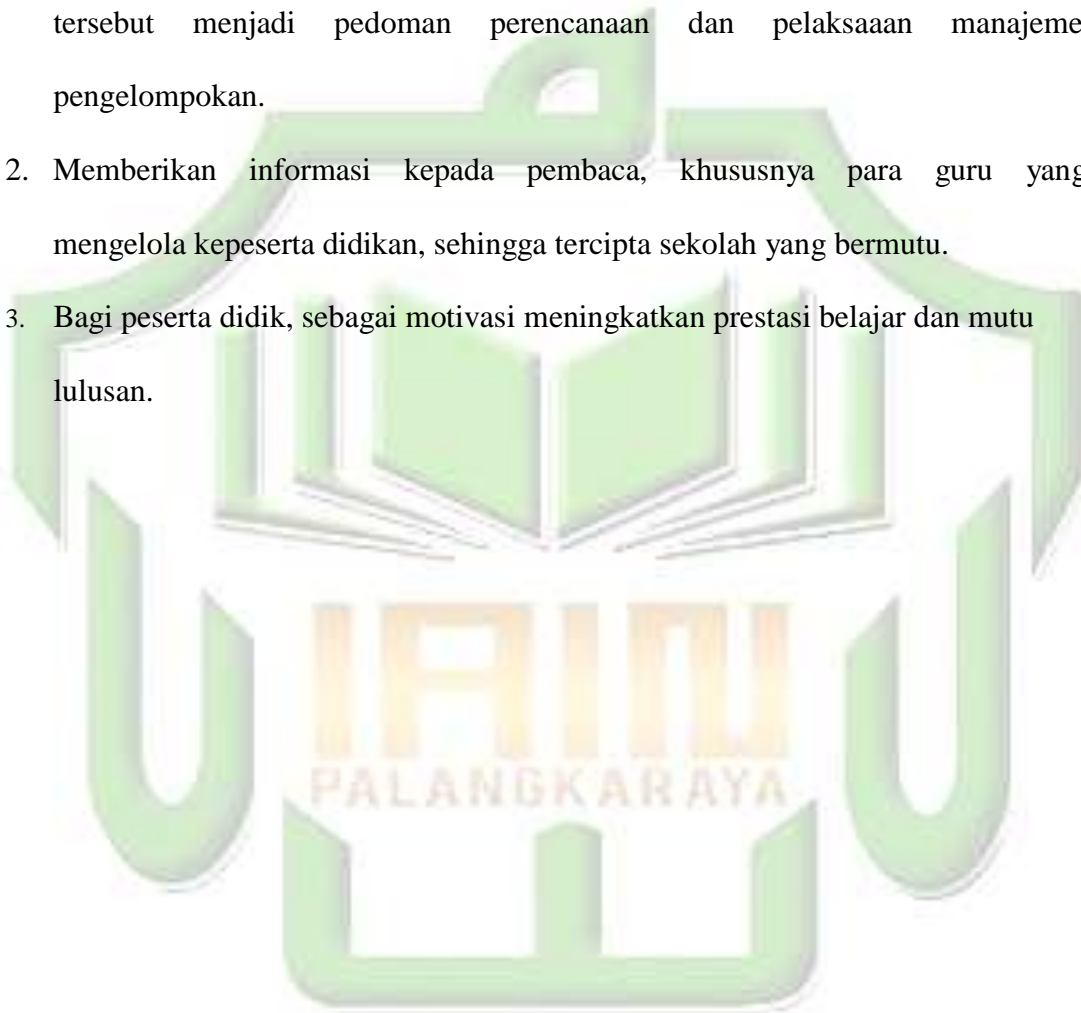 tersebut menjadi pedoman perencanaan dan pelaksaaan manajeme
pengelompokan.
2. Memberikan informasi kepada pembaca, khususnya para guru yang
mengelola kepeserta didikan, sehingga tercipta sekolah yang bermutu.
3. Bagi peserta didik, sebagai motivasi meningkatkan prestasi belajar dan mutu
lulusan.
IAIN
PALANGKARAYA